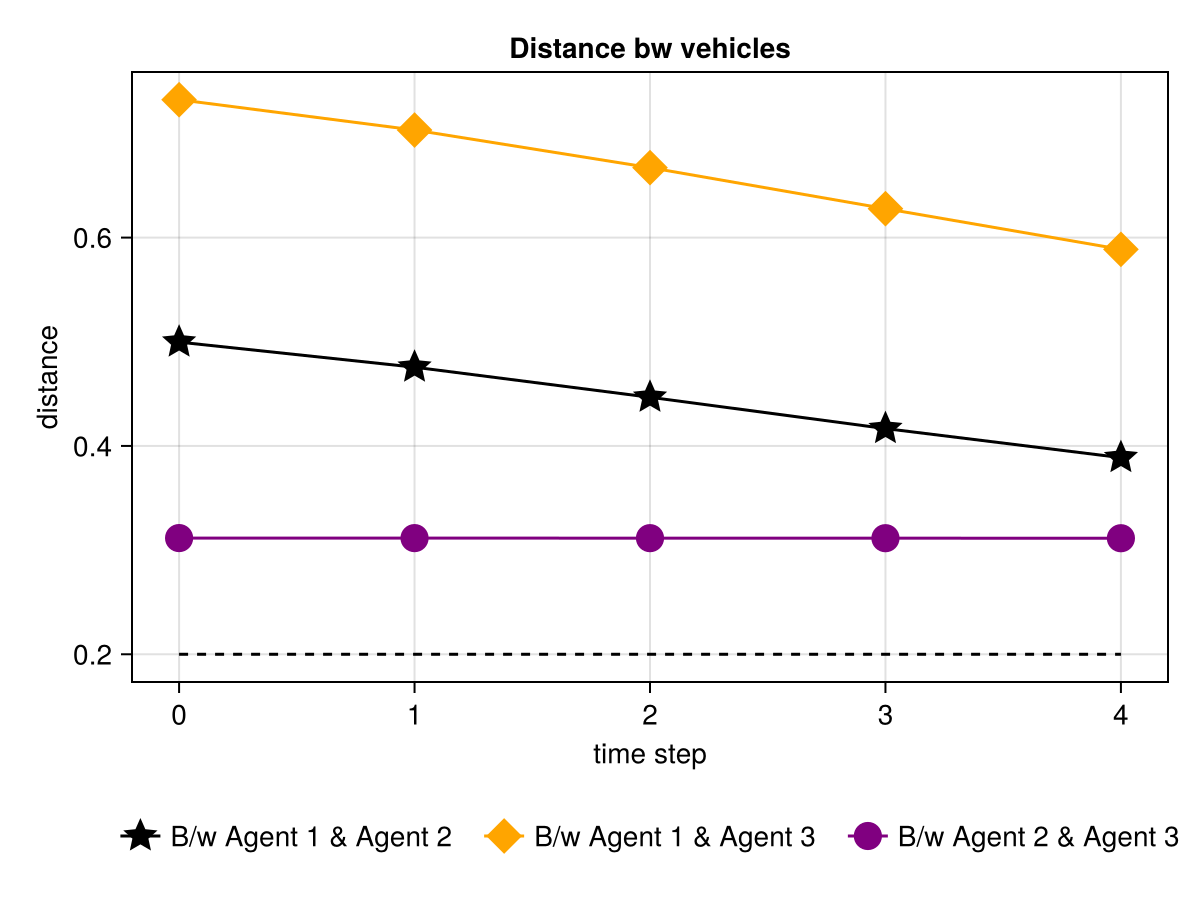 Distance bw vehicles
distance
0.6
0.4
0.2
0 1 2 3 4
time step
B/w Agent 1 & Agent 2 B/w Agent 1 & Agent 3 B/w Agent 2 & Agent 3